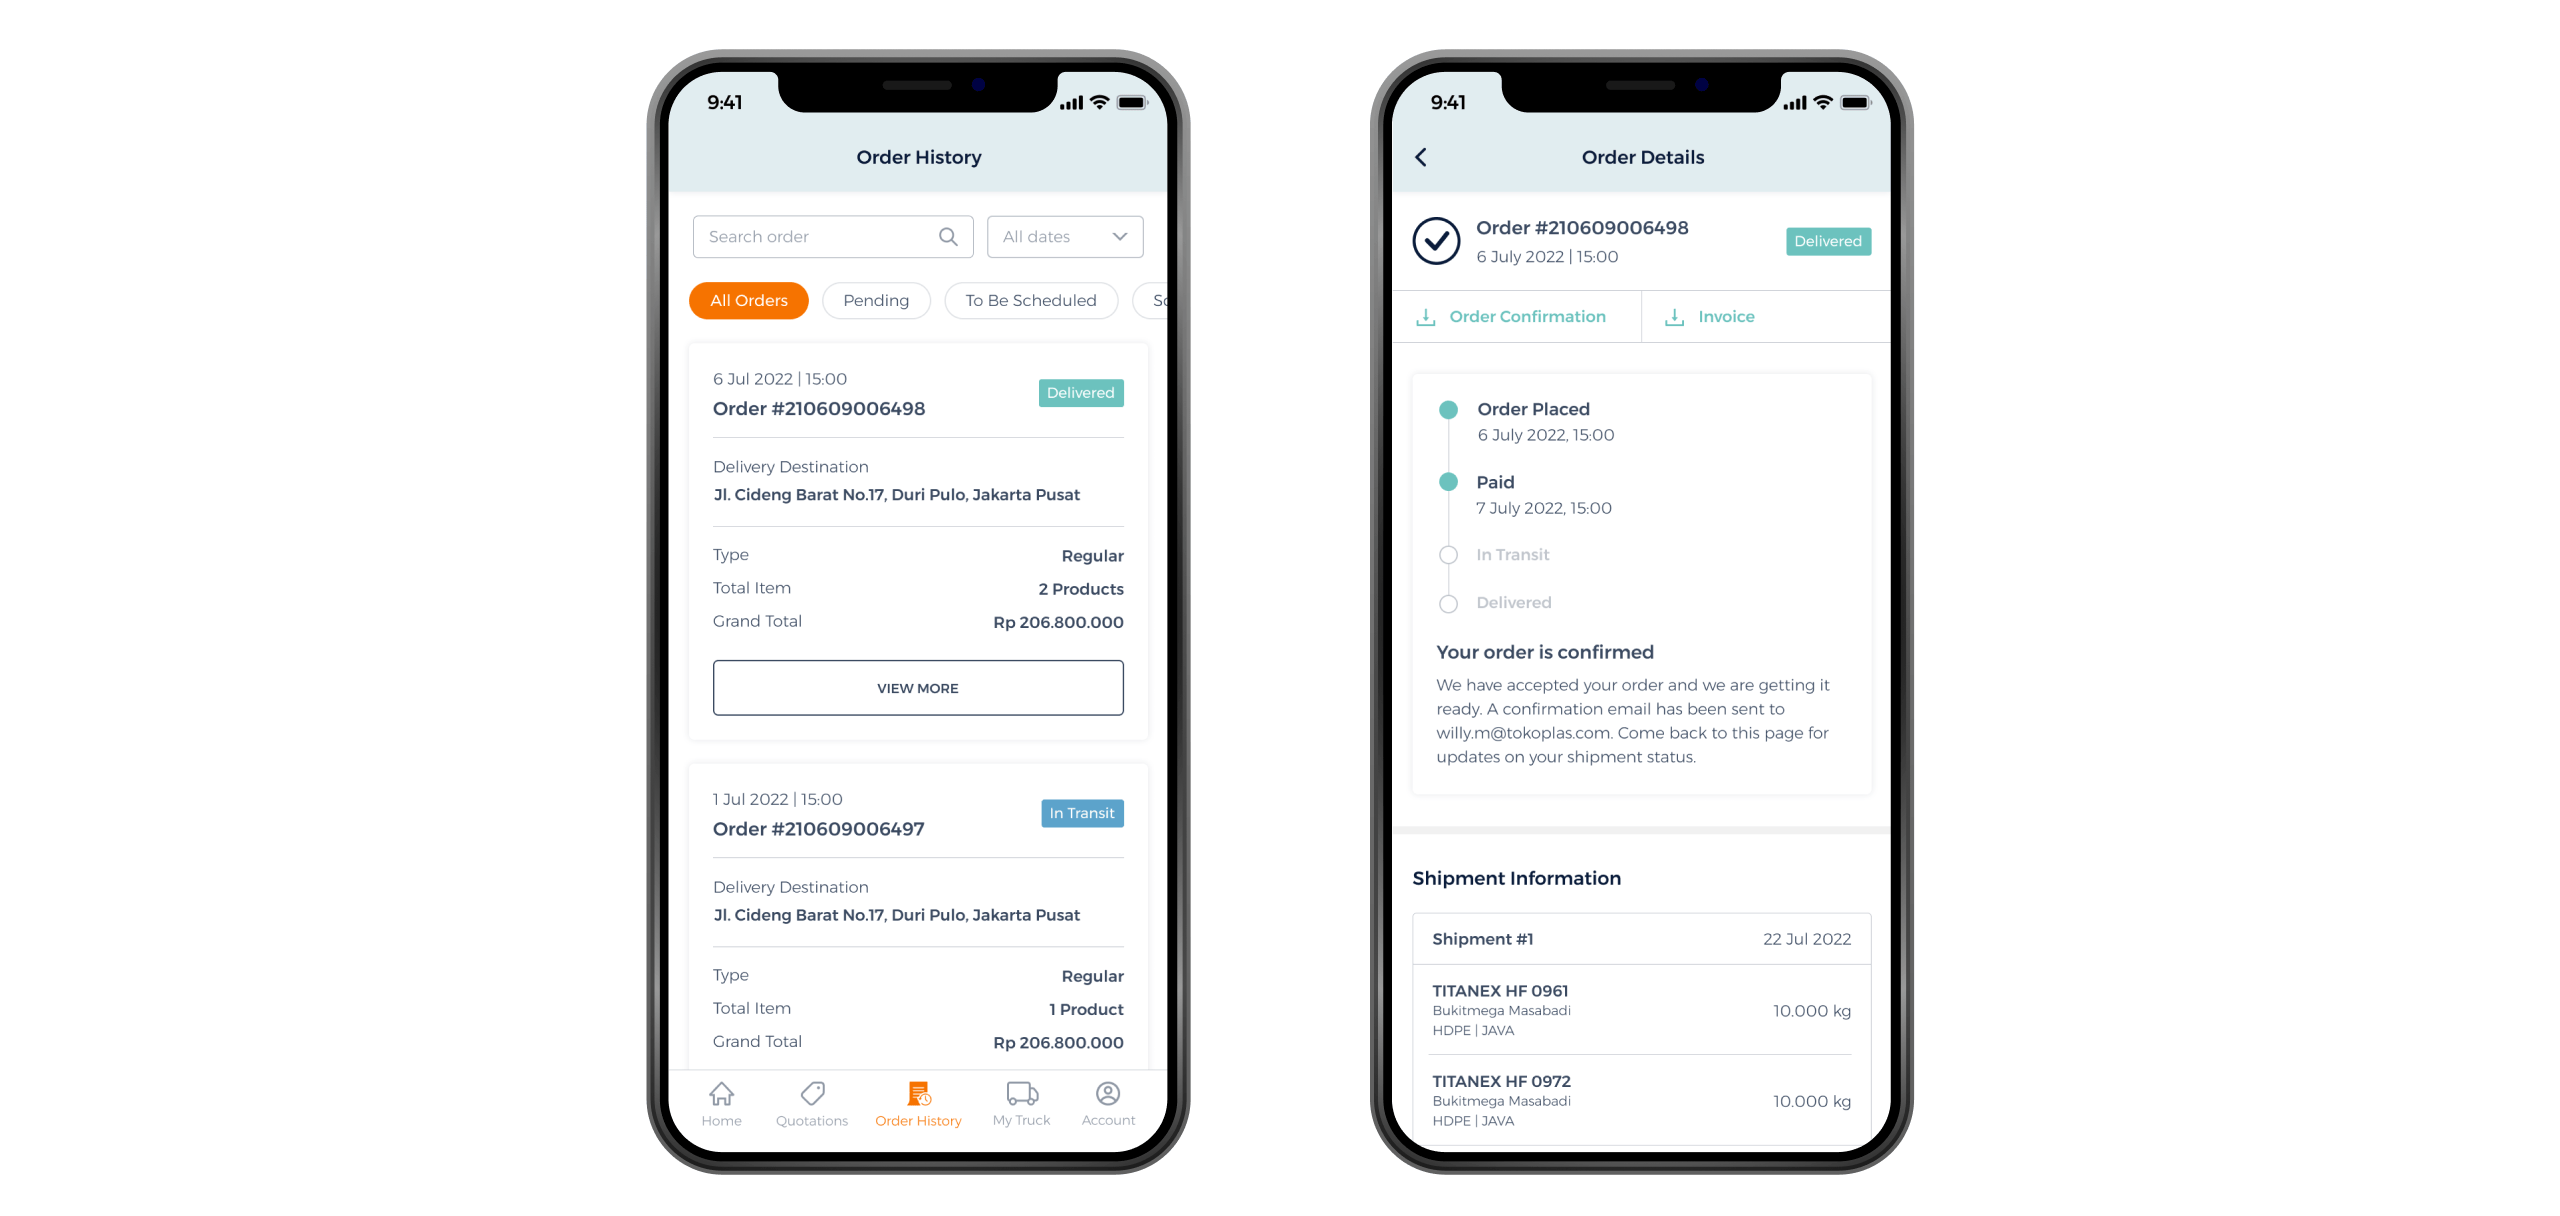 9:41
Order History
Search order
All dates
All Orders
Pending
To Be Scheduled
6 Jul 2022 | 15:00
Order #210609006498
Delivered
Delivery Destination
Jl. Cideng Barat No.17, Duri Pulo, Jakarta Pusat
Type
Regular
Total Item
2 Products
Grand Total
Rp 206.800.000
VIEW MORE
1 Jul 2022 | 15:00
Order #210609006497
In Transit
Delivery Destination
Jl. Cideng Barat No.17, Duri Pulo, Jakarta Pusat
Type
Regular
Total Item
1 Product
Grand Total
Rp 206.800.000
Home
Quotations
Order History
My Truck
Account
9:41
Order Details
Order #210609006498
6 July 2022 | 15:00
Delivered
Order Confirmation
Invoice
Order Placed
6 July 2022, 15:00
Paid
7 July 2022, 15:00
In Transit
Delivered
Your order is confirmed
We have accepted your order and we are getting it
ready. A confirmation email has been sent to
willy.m@tokoplas.com. Come back to this page for
updates on your shipment status.
Shipment Information
Shipment #1
22 Jul 2022
TITANEX HF 0961
Bukitmega Masabadi
HDPE | JAVA
10.000 kg
TITANEX HF 0972
Bukitmega Masabadi
HDPE | JAVA
10.000 kg